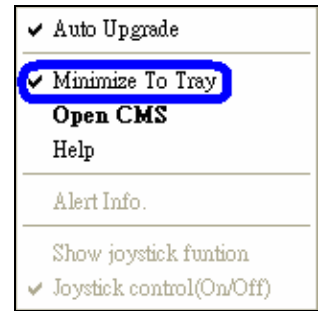 Auto Upgrade
Minimize To Tray
Open CMS
Help
Alert Info.
Show joystick funtion
Joystick control(On/Off)